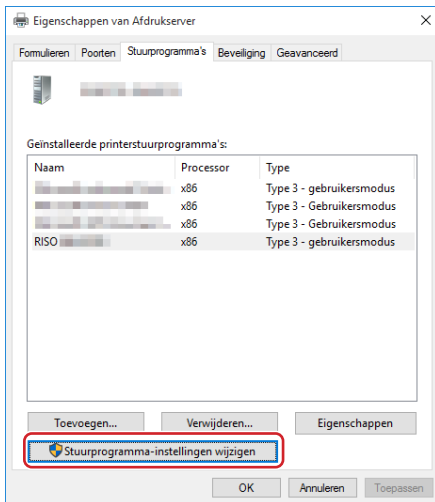 Eigenschappen van Afdrukserver
Formulieren Poorten Stuurprogramma's Beveiliging Geavanceerd
Geïnstalleerde printerstuurprogramma's:
Naam Processor Type
x86 Type 3 - gebruikersmodus
x86 Type 3 - gebruikersmodus
x86 Type 3 - gebruikersmodus
RISO x86 Type 3 - gebruikersmodus
Toevoegen... Verwijderen... Eigenschappen
Stuurprogramma-instellingen wijzigen
OK Annuleren Toepassen